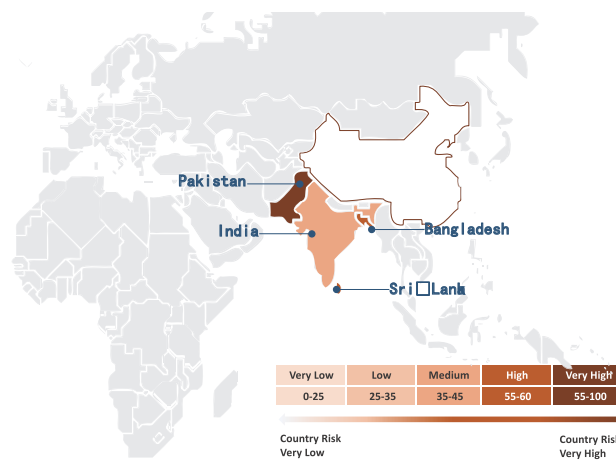 Pakistan
India
Bangladesh
Sri□Lanka
Very Low Low Medium High Very High
0-25 25-35 35-45 55-60 55-100
Country Risk
Very Low
Country Risk
Very High